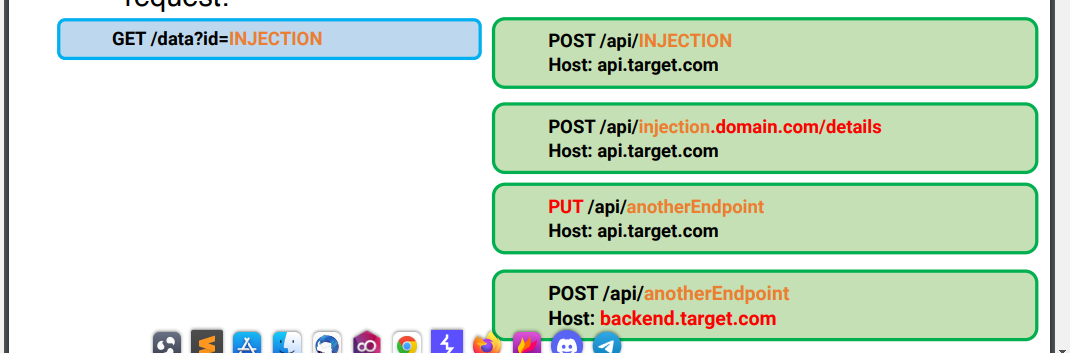 request:
GET /data?id=INJECTION
POST /api/INJECTION
Host: api.target.com
POST /api/injection.domain.com/details
Host: api.target.com
PUT /api/anotherEndpoint
Host: api.target.com
POST /api/anotherEndpoint
Host: backend.target.com